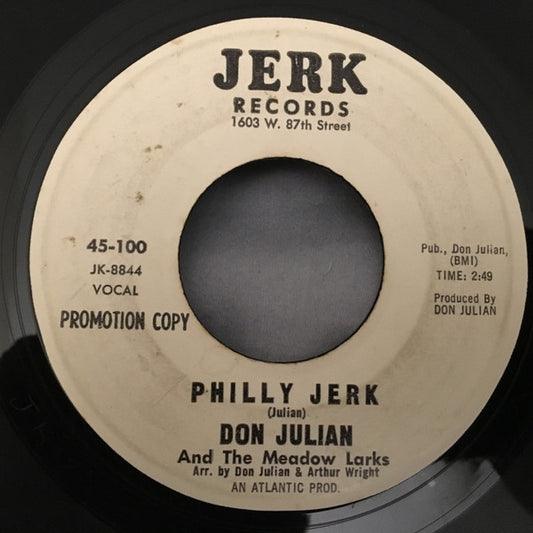 JERK
RECORDS
1603 W. 87th Street
45-100
JK-8844
VOCAL
PROMOTION COPY
Pub., Don Julian,
(BMI)
TIME: 2:49
Produced By
DON JULIAN
PHILLY JERK
(Julian)
DON JULIAN
And The Meadow Larks
Arr. by Don Julian & Arthur Wright
AN ATLANTIC PROD.